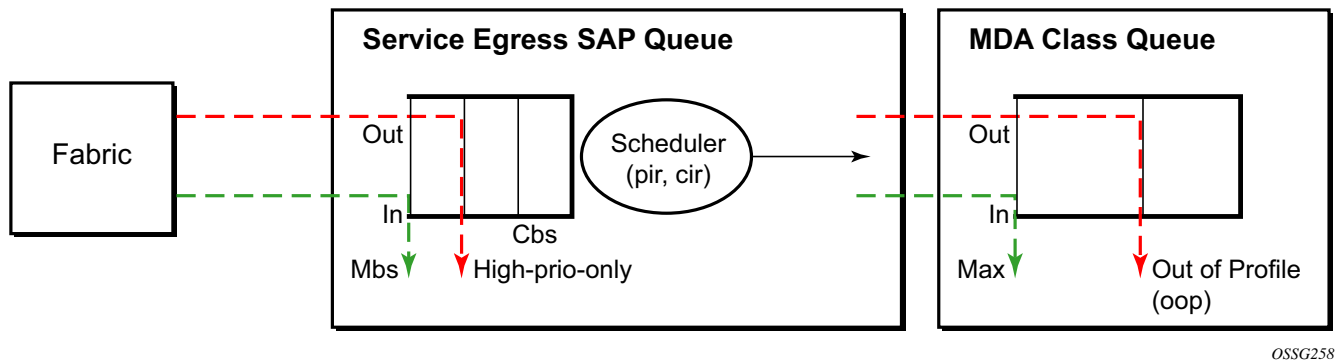 Service Egress SAP Queue
MDA Class Queue
Fabric
Out
In
Cbs
Mbs
High-prio-only
Scheduler
(pir, cir)
Out
In
Max
Out of Profile
(oop)
OSSG258